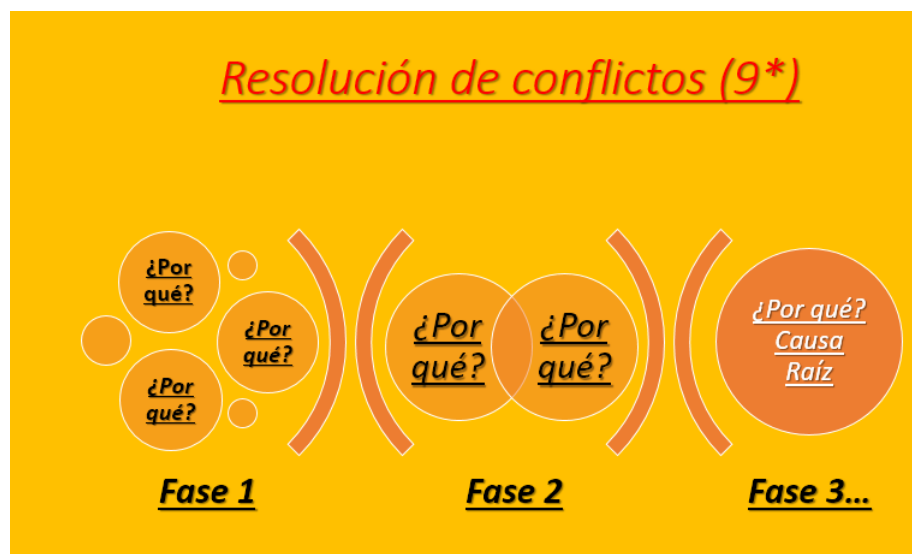 Resolución de conflictos (9*)
¿Por
qué?
¿Por
qué?
¿Por
qué?
¿Por
qué?
¿Por
qué?
¿Por qué?
Causa
Raíz
Fase 1
Fase 2
Fase 3...